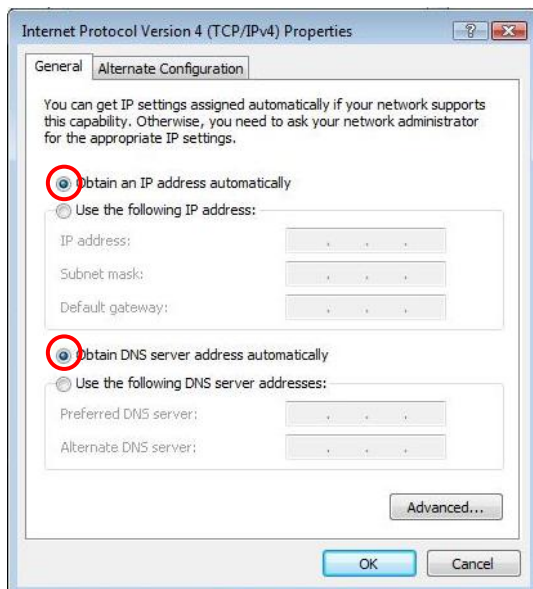 Internet Protocol Version 4 (TCP/IPv4) Properties
General
Alternate Configuration
You can get IP settings assigned automatically if your network supports
this capability. Otherwise, you need to ask your network administrator
for the appropriate IP settings.
Obtain an IP address automatically
Use the following IP address:
IP address:
Subnet mask:
Default gateway:
Obtain DNS server address automatically
Use the following DNS server addresses:
Preferred DNS server:
Alternate DNS server:
Advanced...
OK
Cancel